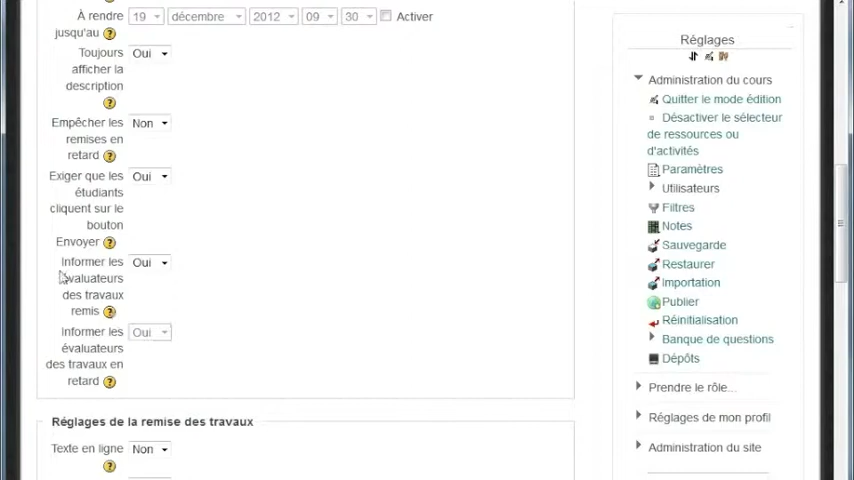 À rendre 19 décembre 2012 09 30 Activer
jusqu'au
Toujours Oui
afficher la
description
Empêcher les Non
remises en
retard
Exiger que les Oui
étudiants
cliquent sur le
bouton
Envoyer
Informer les Oui
évaluateurs
des travaux
remis
Informer les Oui
évaluateurs
des travaux en
retard
Réglages de la remise des travaux
Texte en ligne Non
Réglages
Administration du cours
Quitter le mode édition
Désactiver le sélecteur
de ressources ou
d'activités
Paramètres
Utilisateurs
Filtres
Notes
Sauvegarde
Restaurer
Importation
Publier
Réinitialisation
Banque de questions
Dépôts
Prendre le rôle...
Réglages de mon profil
Administration du site